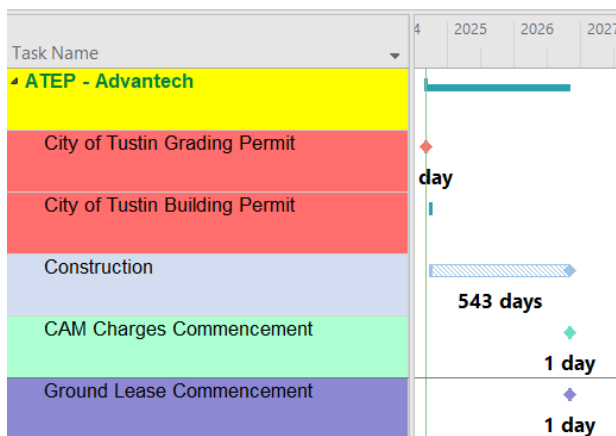 4 2025 2026 2027
Task Name
ATEP - Advantech
City of Tustin Grading Permit
day
City of Tustin Building Permit
Construction
543 days
CAM Charges Commencement
1 day
Ground Lease Commencement
1 day